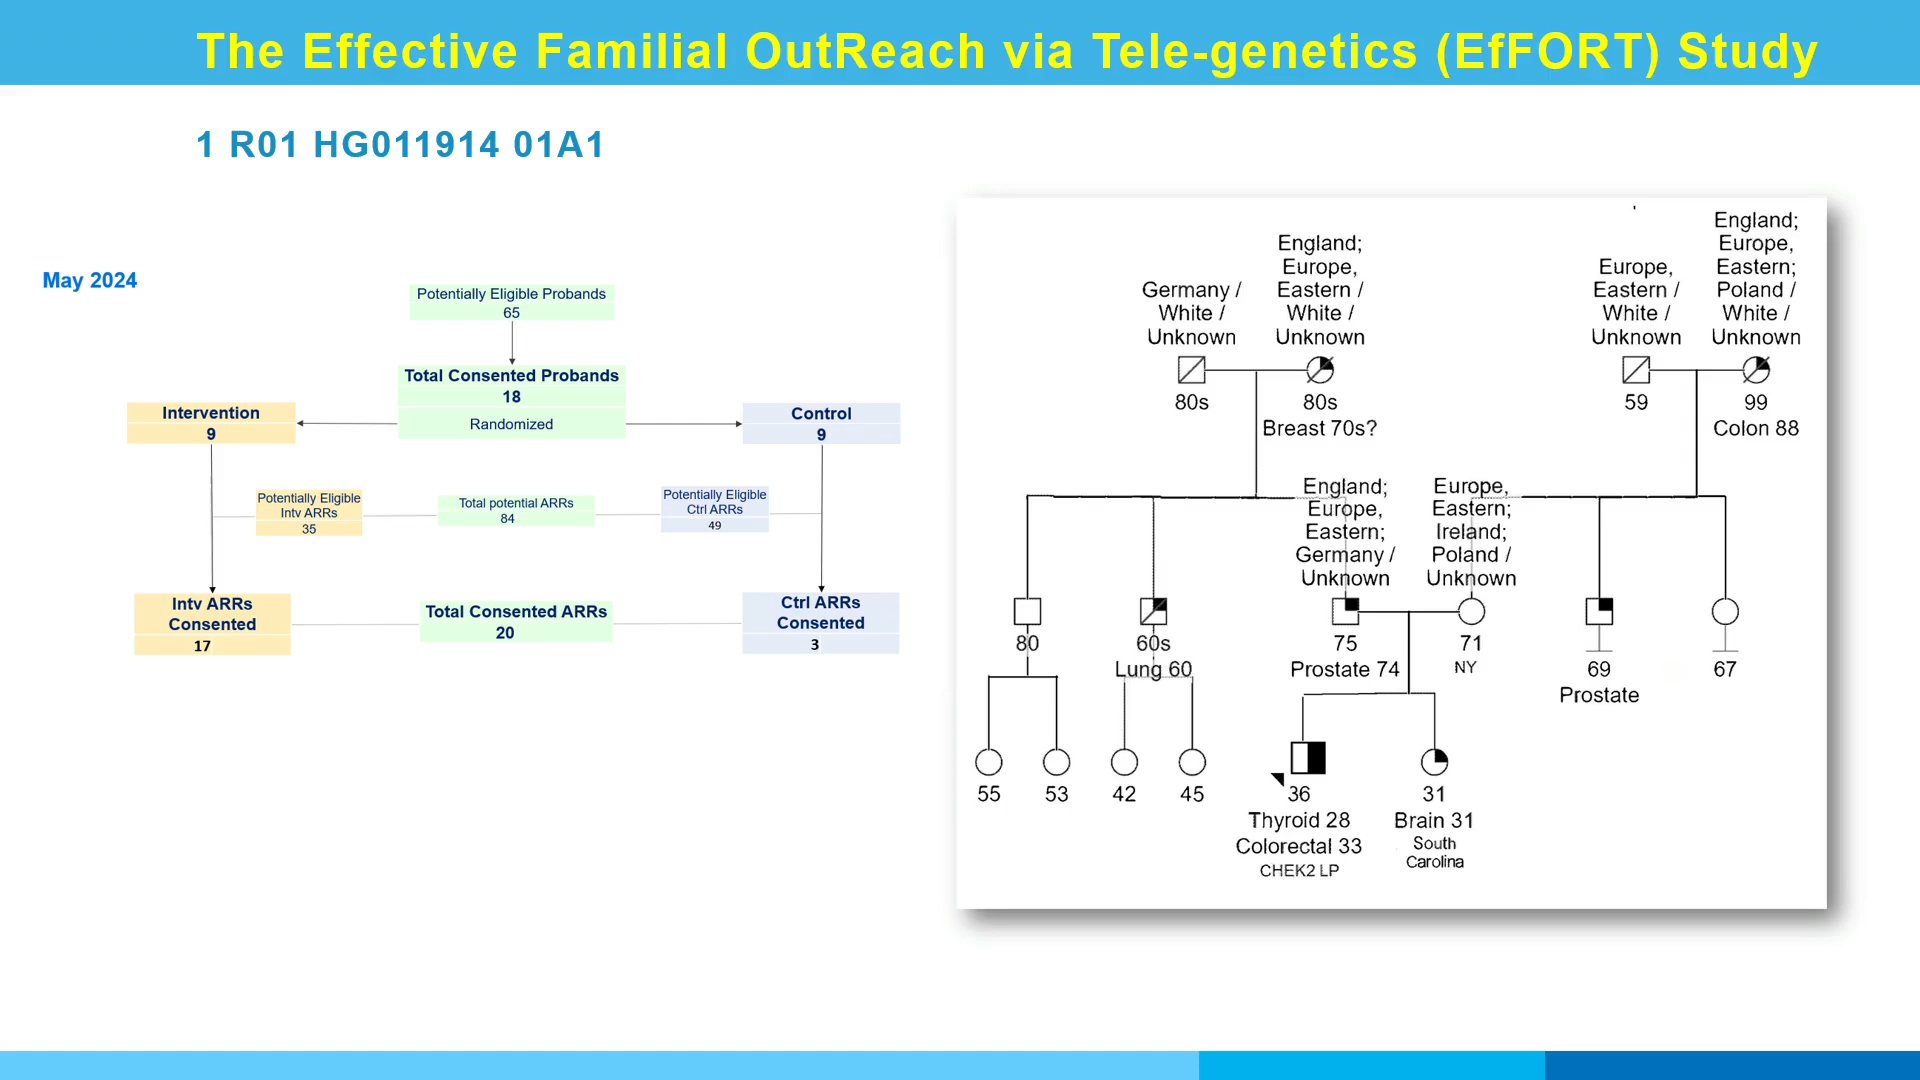 The Effective Familial OutReach via Tele-genetics (EfFORT) Study
1 R01 HG011914 01A1
May 2024
Potentially Eligible Probands
65
Total Consented Probands
18
Randomized
Intervention
9
Control
9
Potentially Eligible
Intv ARRs
35
Total potential ARRs
84
Potentially Eligible
Ctrl ARRs
49
Intv ARRs
Consented
17
Total Consented ARRs
20
Ctrl ARRs
Consented
3
Germany /
White /
Unknown
80s
England;
Europe,
Eastern /
White /
Unknown
80s
Breast 70s?
Europe,
Eastern /
White /
Unknown
59
England;
Europe,
Eastern;
Poland /
White /
Unknown
99
Colon 88
80
60s
Lung 60
England;
Europe,
Eastern;
Germany /
Unknown
75
Prostate 74
Europe,
Eastern;
Ireland;
Poland /
Unknown
71
NY
69
Prostate
67
55
53
42
45
36
Thyroid 28
Colorectal 33
CHEK2 LP
31
Brain 31
South
Carolina